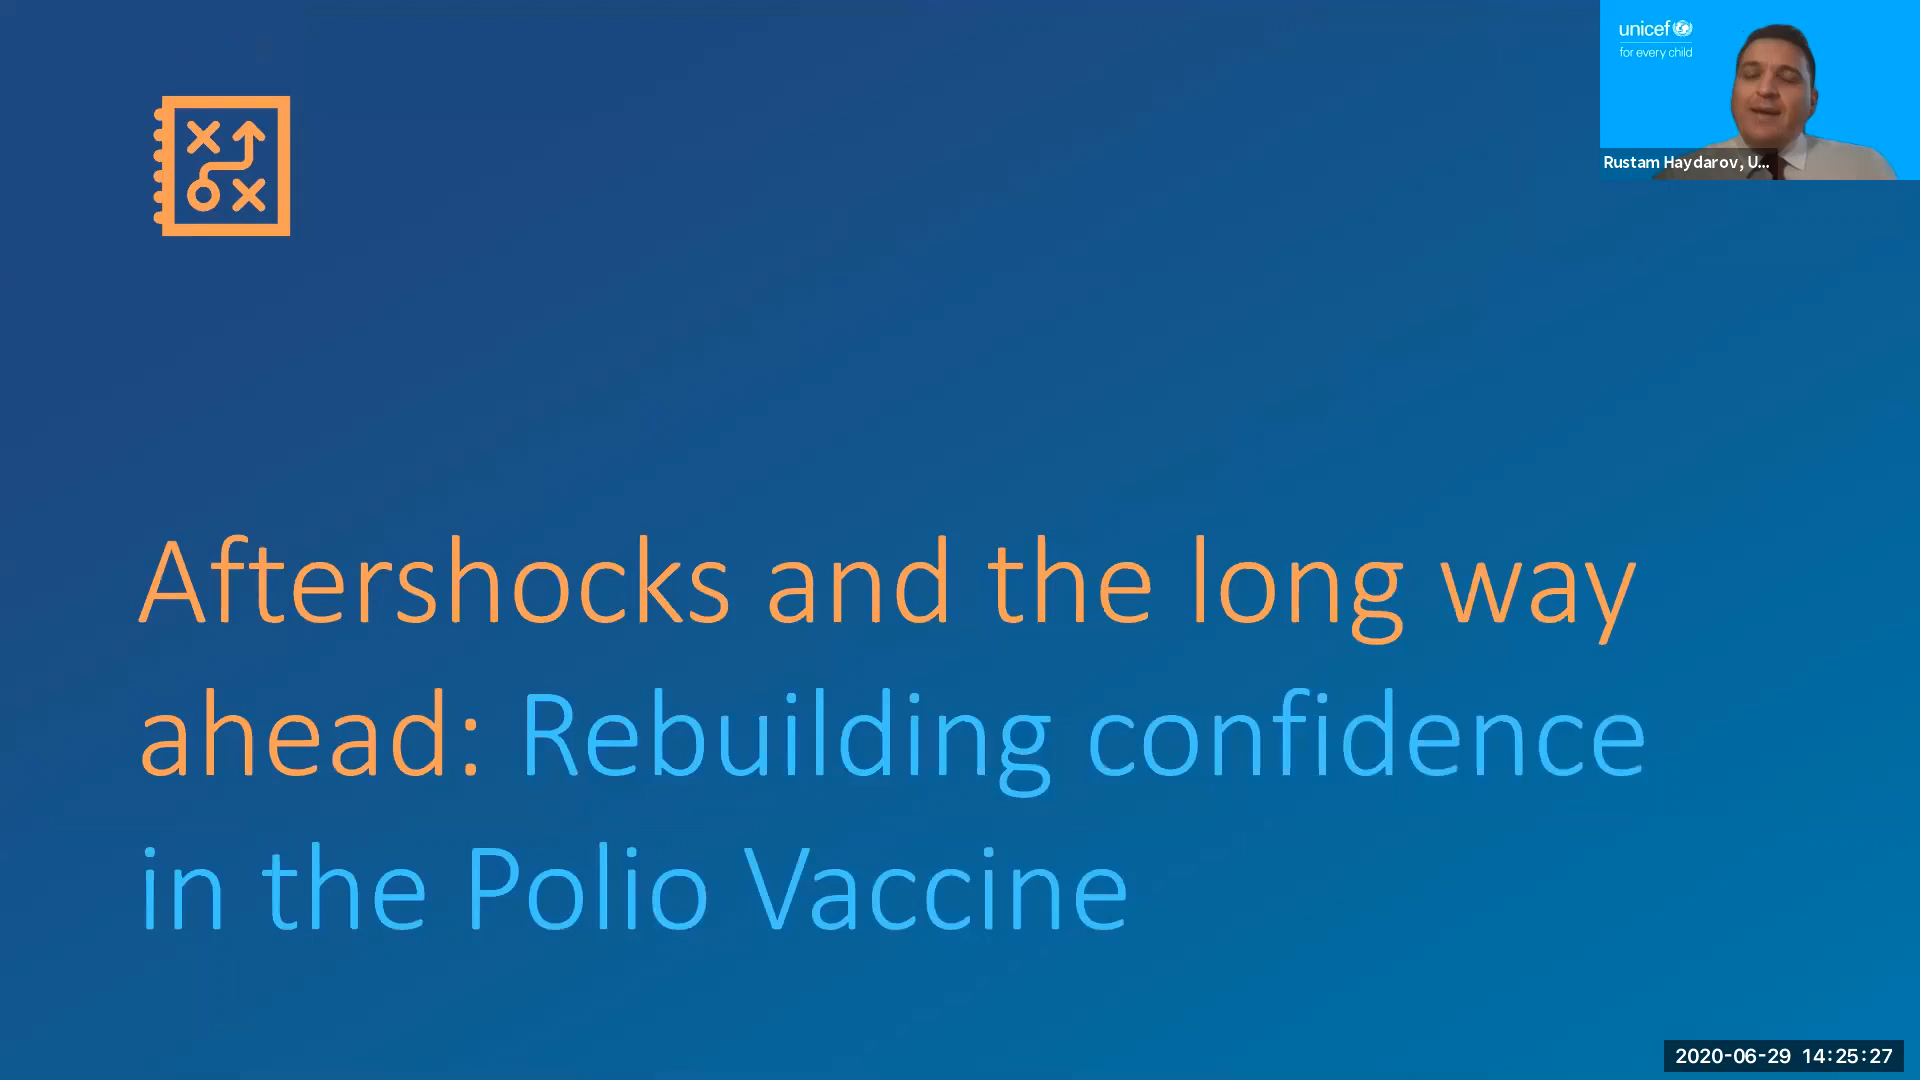 unicef
for every child
Rustam Haydarov, U...
Aftershocks and the long way
ahead: Rebuilding confidence
in the Polio Vaccine
2020-06-29 14:25:27